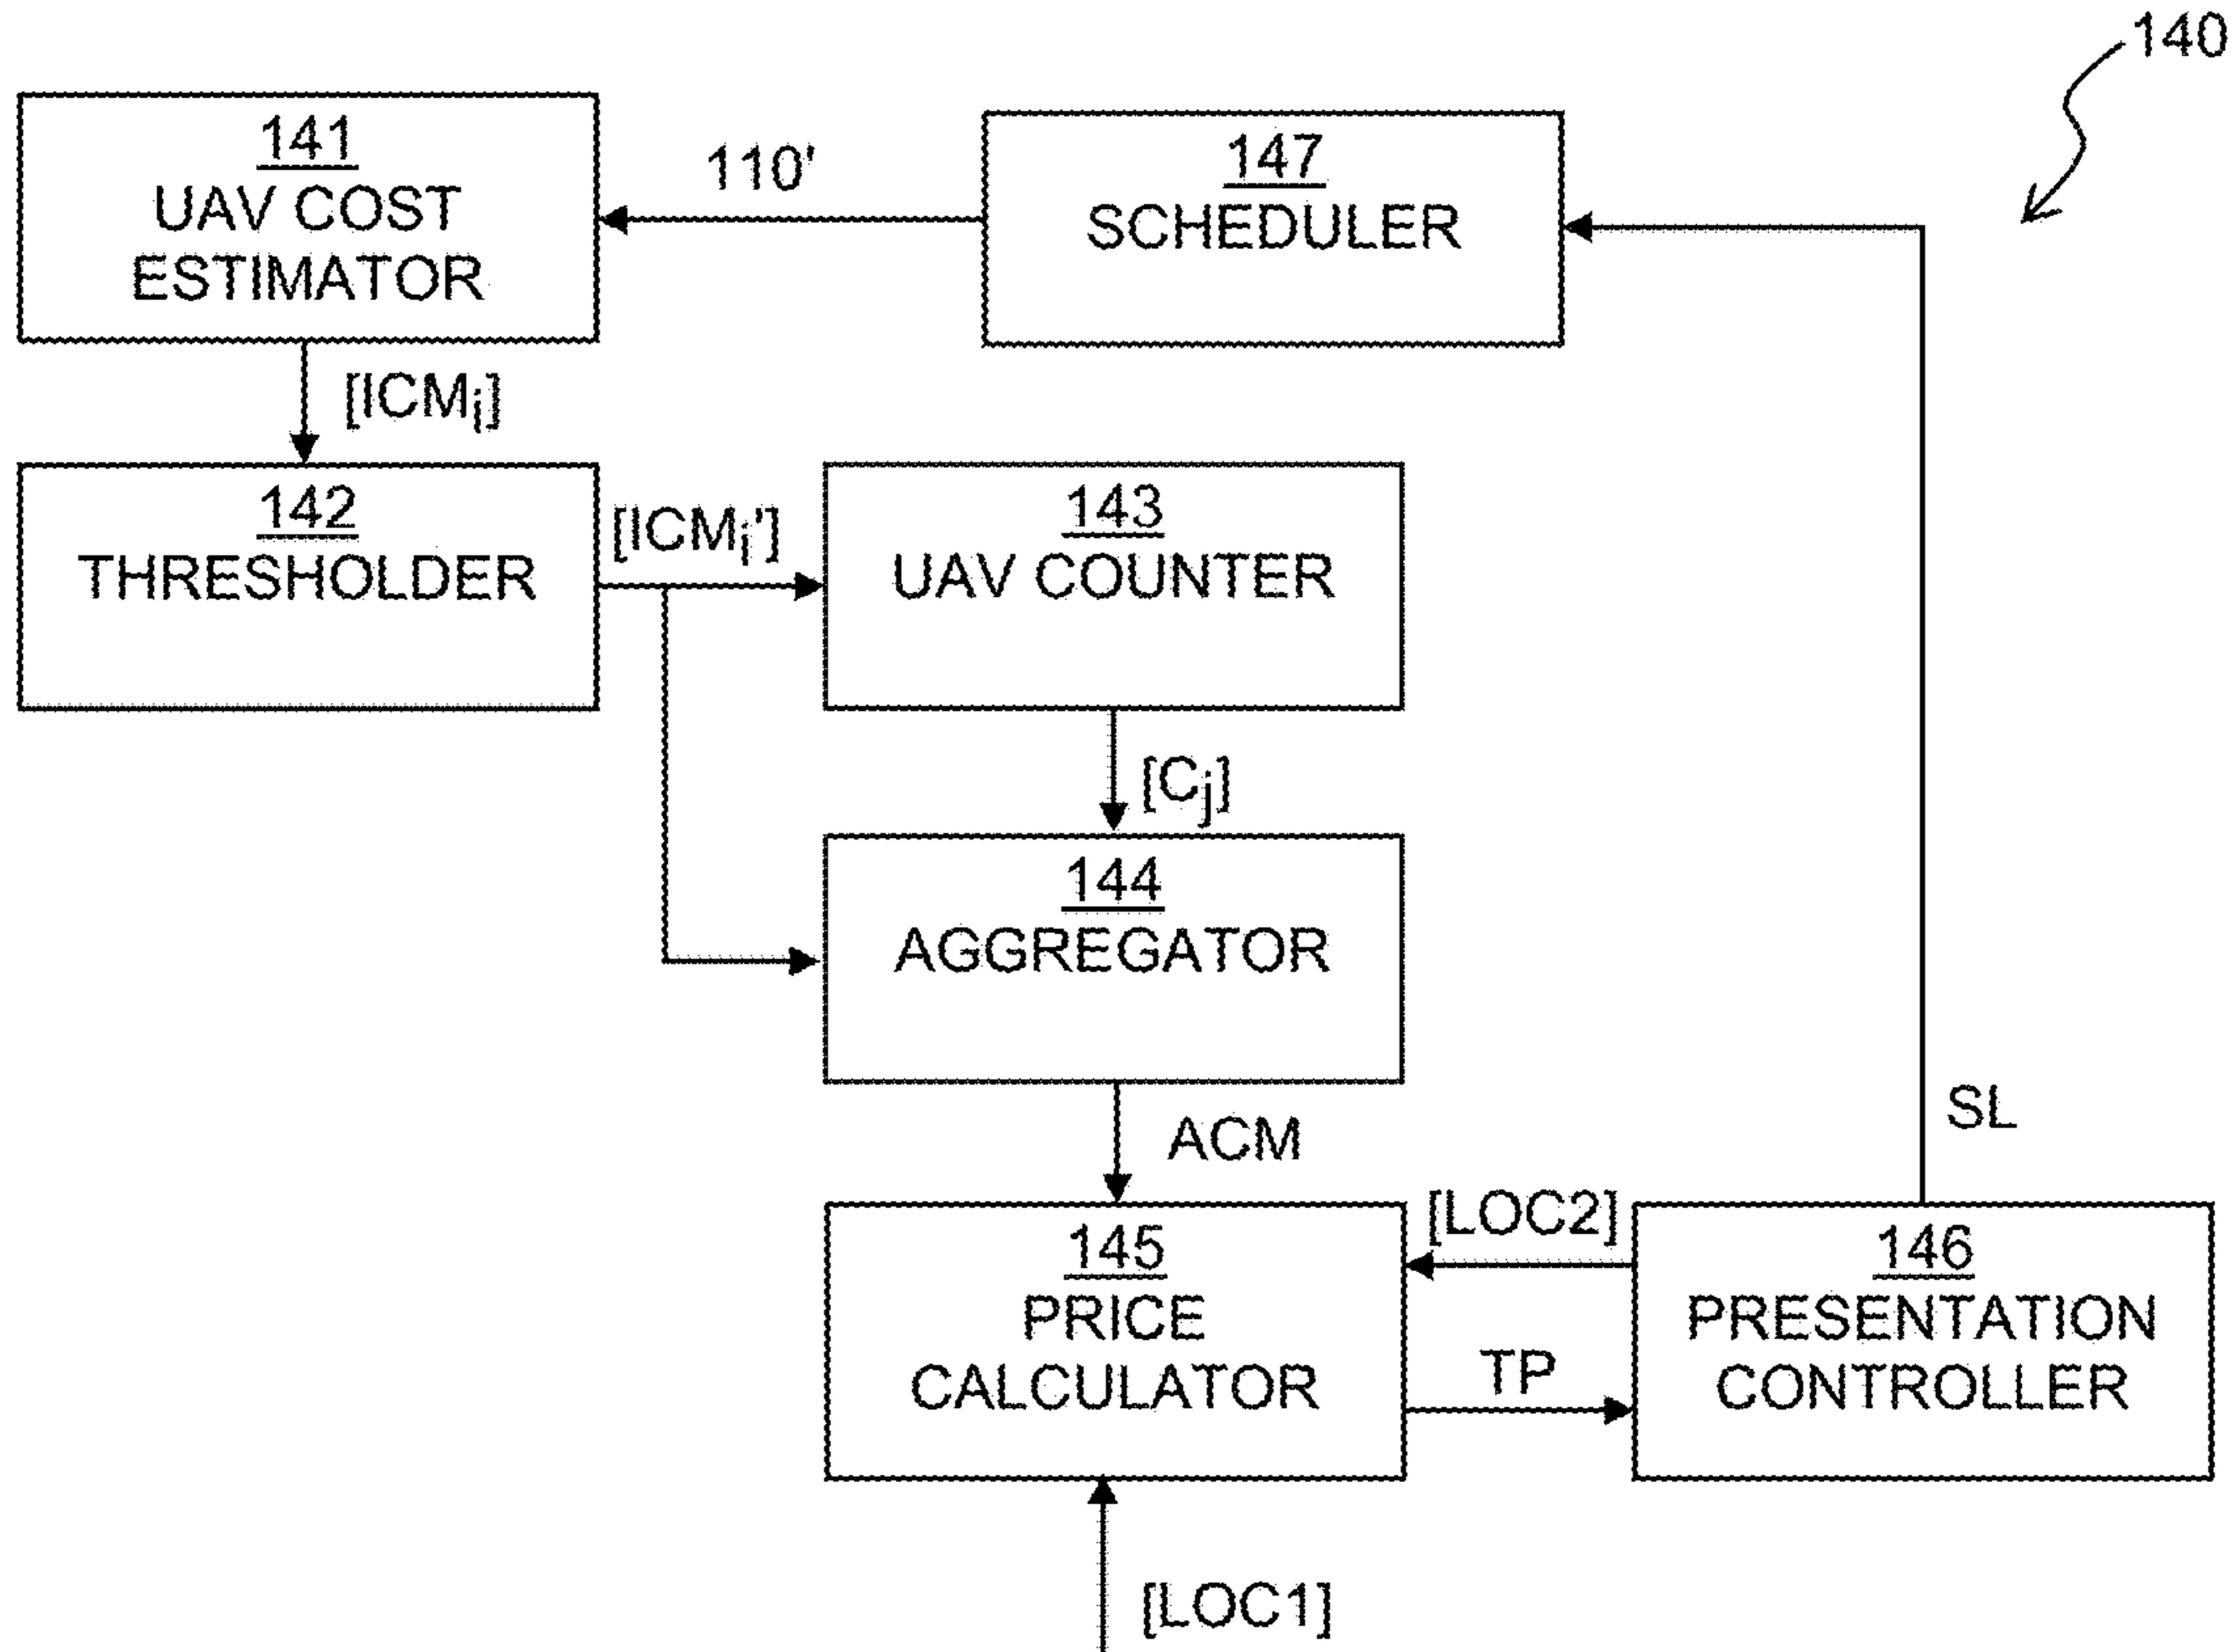 140
141
UAV COST
ESTIMATOR
110'
147
SCHEDULER
[ICMi]
142
THRESHOLDER
[ICMi']
143
UAV COUNTER
[Cj]
144
AGGREGATOR
ACM
SL
145
PRICE
CALCULATOR
[LOC2]
TP
146
PRESENTATION
CONTROLLER
[LOC1]